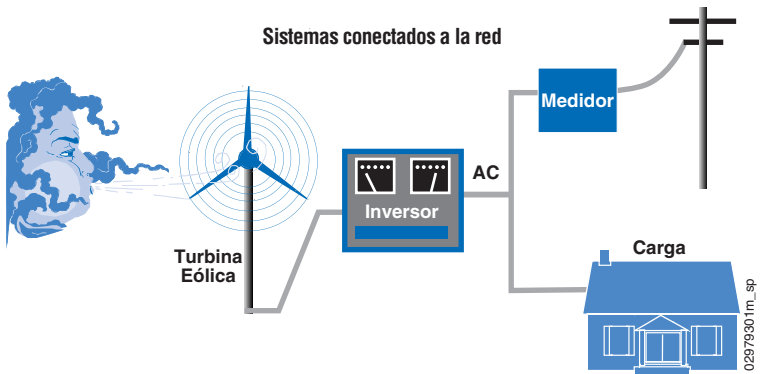 Sistemas conectados a la red
Medidor
AC
Inversor
Turbina
Eólica
Carga
02979301m_sp